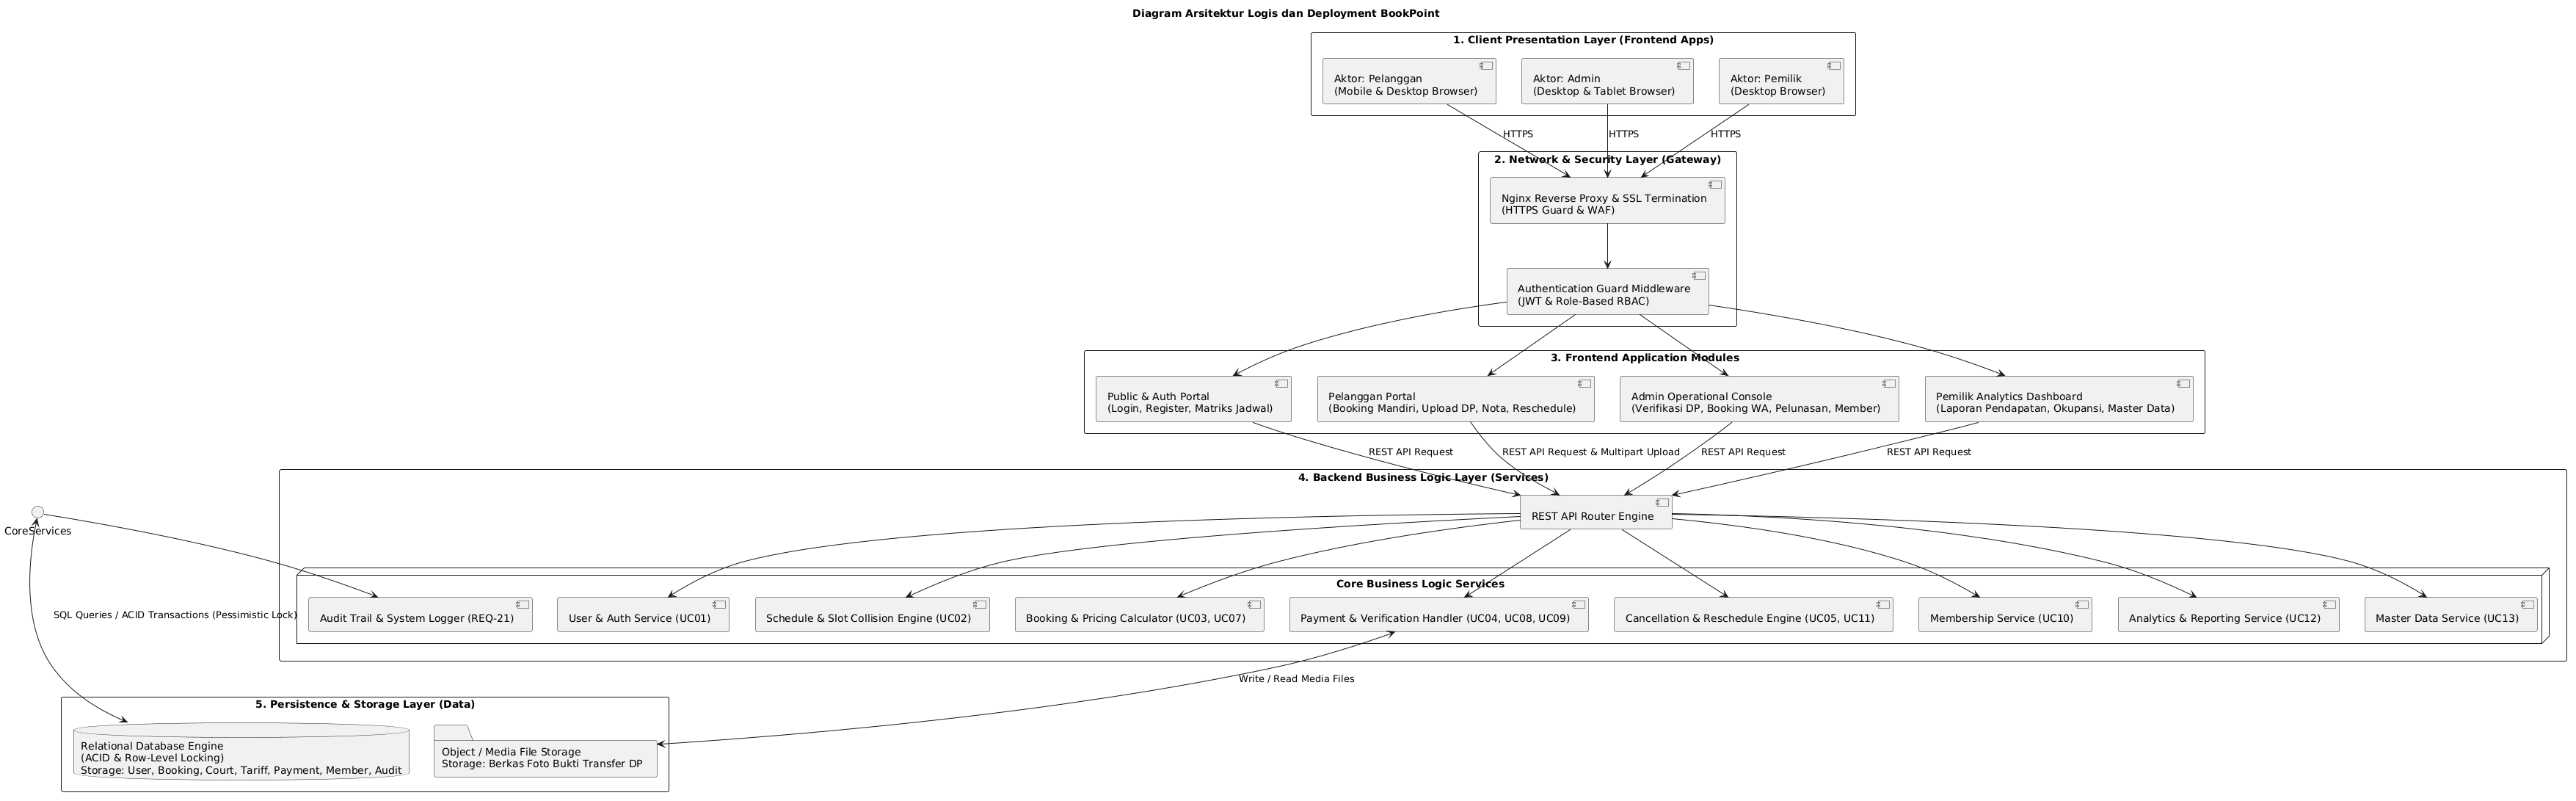 Diagram Arsitektur Logis dan Deployment BookPoint
1. Client Presentation Layer (Frontend Apps)
Aktor: Pelanggan
(Mobile & Desktop Browser)
Aktor: Admin
(Desktop & Tablet Browser)
Aktor: Pemilik
(Desktop Browser)
HTTPS
HTTPS
HTTPS
2. Network & Security Layer (Gateway)
Nginx Reverse Proxy & SSL Termination
(HTTPS Guard & WAF)
Authentication Guard Middleware
(JWT & Role-Based RBAC)
3. Frontend Application Modules
Public & Auth Portal
(Login, Register, Matriks Jadwal)
Pelanggan Portal
(Booking Mandiri, Upload DP, Nota, Reschedule)
Admin Operational Console
(Verifikasi DP, Booking WA, Pelunasan, Member)
Pemilik Analytics Dashboard
(Laporan Pendapatan, Okupansi, Master Data)
REST API Request
REST API Request & Multipart Upload
REST API Request
REST API Request
4. Backend Business Logic Layer (Services)
REST API Router Engine
CoreServices
Core Business Logic Services
Audit Trail & System Logger (REQ-21)
User & Auth Service (UC01)
Schedule & Slot Collision Engine (UC02)
Booking & Pricing Calculator (UC03, UC07)
Payment & Verification Handler (UC04, UC08, UC09)
Cancellation & Reschedule Engine (UC05, UC11)
Membership Service (UC10)
Analytics & Reporting Service (UC12)
Master Data Service (UC13)
SQL Queries / ACID Transactions (Pessimistic Lock)
Write / Read Media Files
5. Persistence & Storage Layer (Data)
Relational Database Engine
(ACID & Row-Level Locking)
Storage: User, Booking, Court, Tariff, Payment, Member, Audit
Object / Media File Storage
Storage: Berkas Foto Bukti Transfer DP